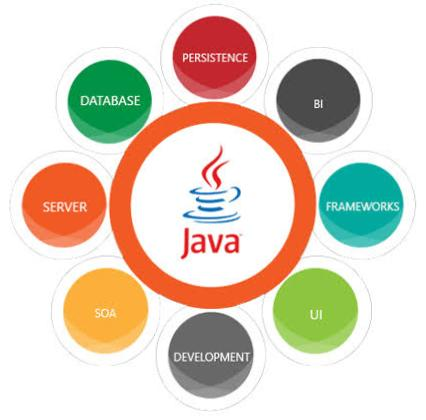 PERSISTENCE
BI
FRAMEWORKS
UI
DEVELOPMENT
SOA
SERVER
DATABASE
Java